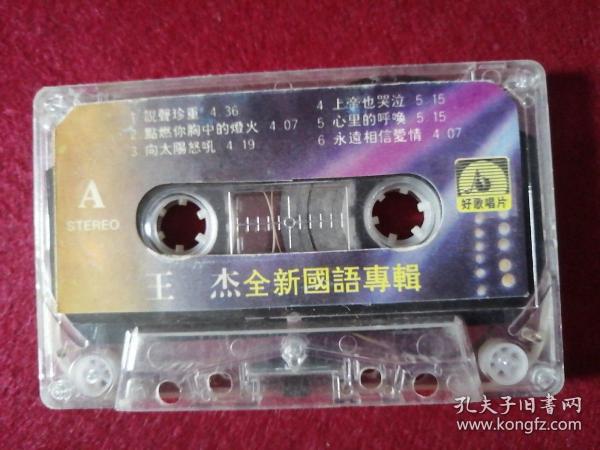 1 說聲珍重 4.36
2 點燃你胸中的燈火 4.07
3 向太陽怒吼 4 19
4 上帝也哭泣 5 15
5 心里的呼喚 5.15
6 永遠相信愛情 4 07
A
STEREO
好歌唱片
王 杰 全新國語專輯
孔夫子旧書网
www.kongfz.com